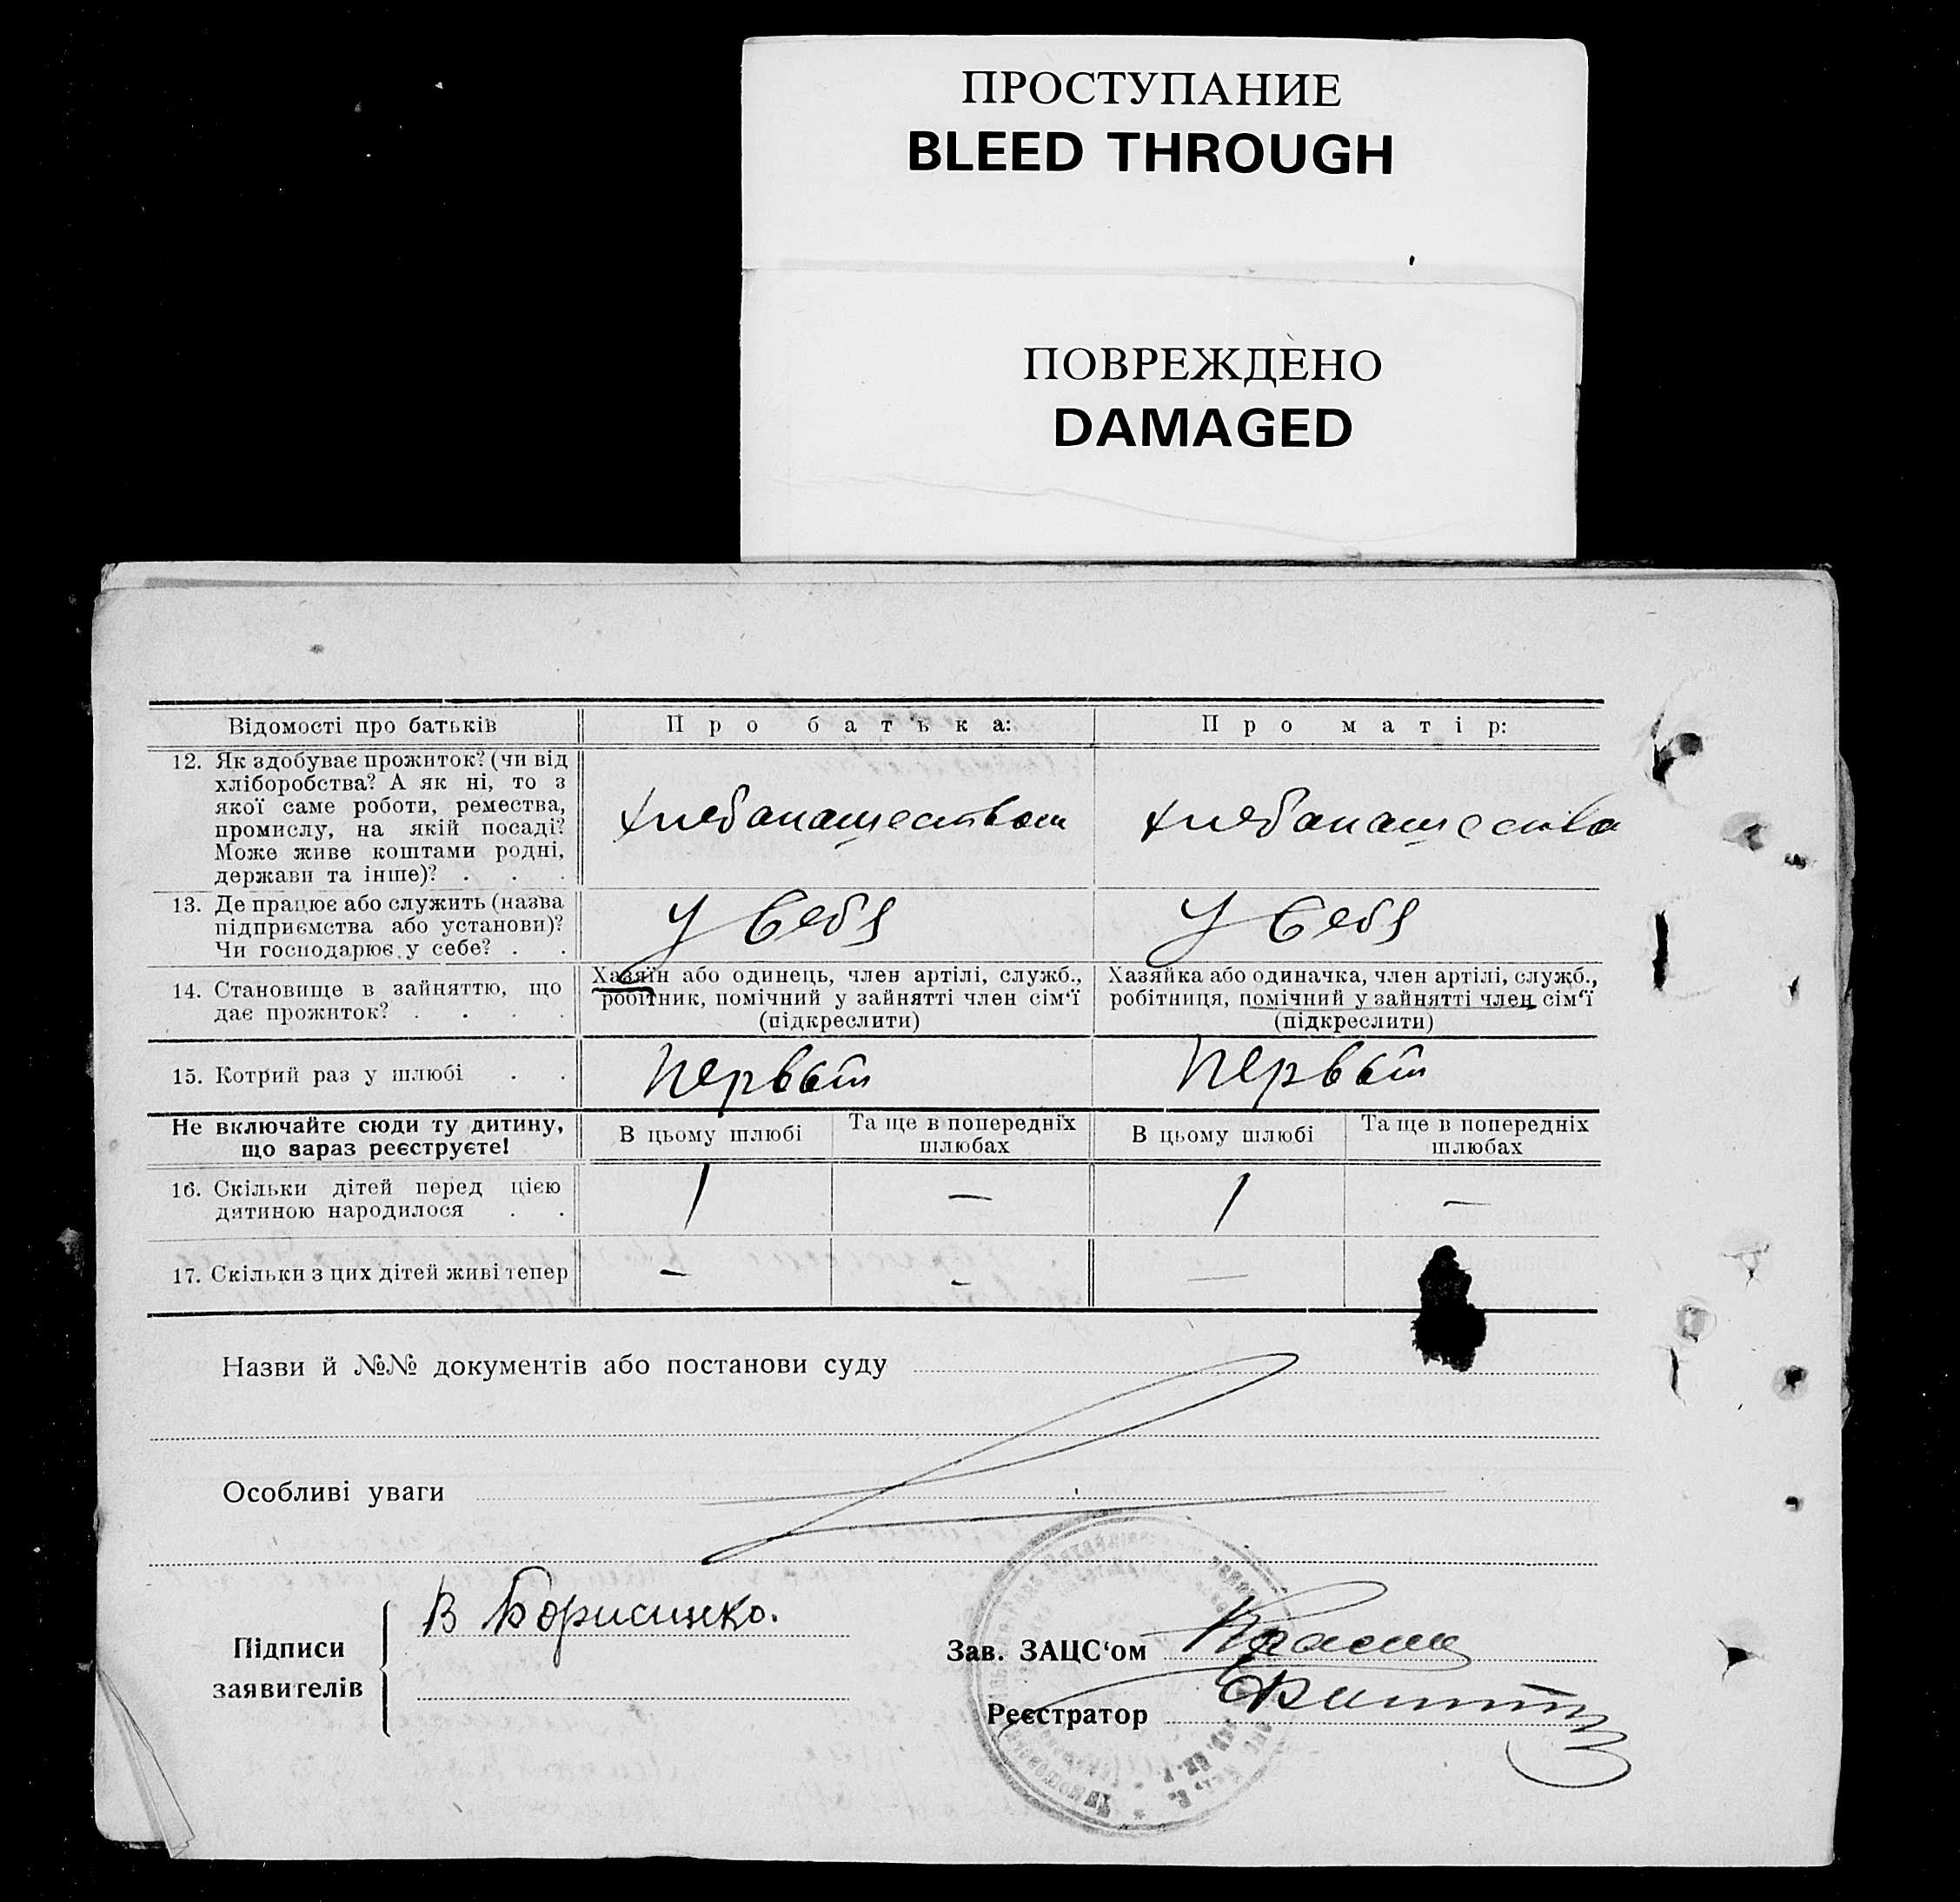 ПРОСТУПАНИЕ
BLEED THROUGH
ПОВРЕЖДЕНО
DAMAGED
Відомості про батьків
Про батька:
Про матір:
12. Як здобуває прожиток? (чи від
хліборобства? А як ні, то з
якої саме роботи, ремества,
промислу, на якій посаді?
Може живе коштами родні,
держави та інше)? . . .
хлебапашеством
хлебапашества
13. Де працює або служить (назва
підприємства або установи)?
Чи господарює у себе? . .
У себя
У себя
14. Становище в зайняттю, що
дає прожиток? . . . .
Хазяїн або одинець, член артілі, служб.,
робітник, помічний у зайнятті член сім‘ї
(підкреслити)
Хазяйка або одиначка, член артілі, служб.,
робітниця, помічний у зайнятті член сім‘ї
(підкреслити)
15. Котрий раз у шлюбі . .
Первый
Первый
Не включайте сюди ту дитину,
що зараз реєструєте!
В цьому шлюбі
Та ще в попередніх
шлюбах
В цьому шлюбі
Та ще в попередніх
шлюбах
16. Скільки дітей перед цією
дитиною народилося . .
1
—
1
—
17. Скільки з цих дітей живі тепер
—
—
—
Назви й №№ документів або постанови суду
Особливі уваги
Підписи
заявителів
В Борисенко.
Зав. ЗАЦС‘ом
Реєстратор